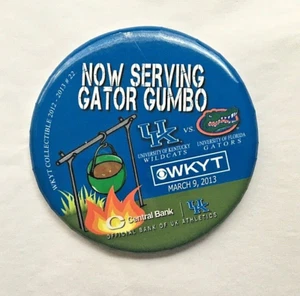 WKYT COLLECTIBLE 2012 - 2013 # 22
NOW SERVING
GATOR GUMBO
UK
VS.
UNIVERSITY OF KENTUCKY
WILDCATS
UNIVERSITY OF FLORIDA
GATORS
WKYT
MARCH 9, 2013
Central Bank
UK
OFFICIAL BANK OF UK ATHLETICS